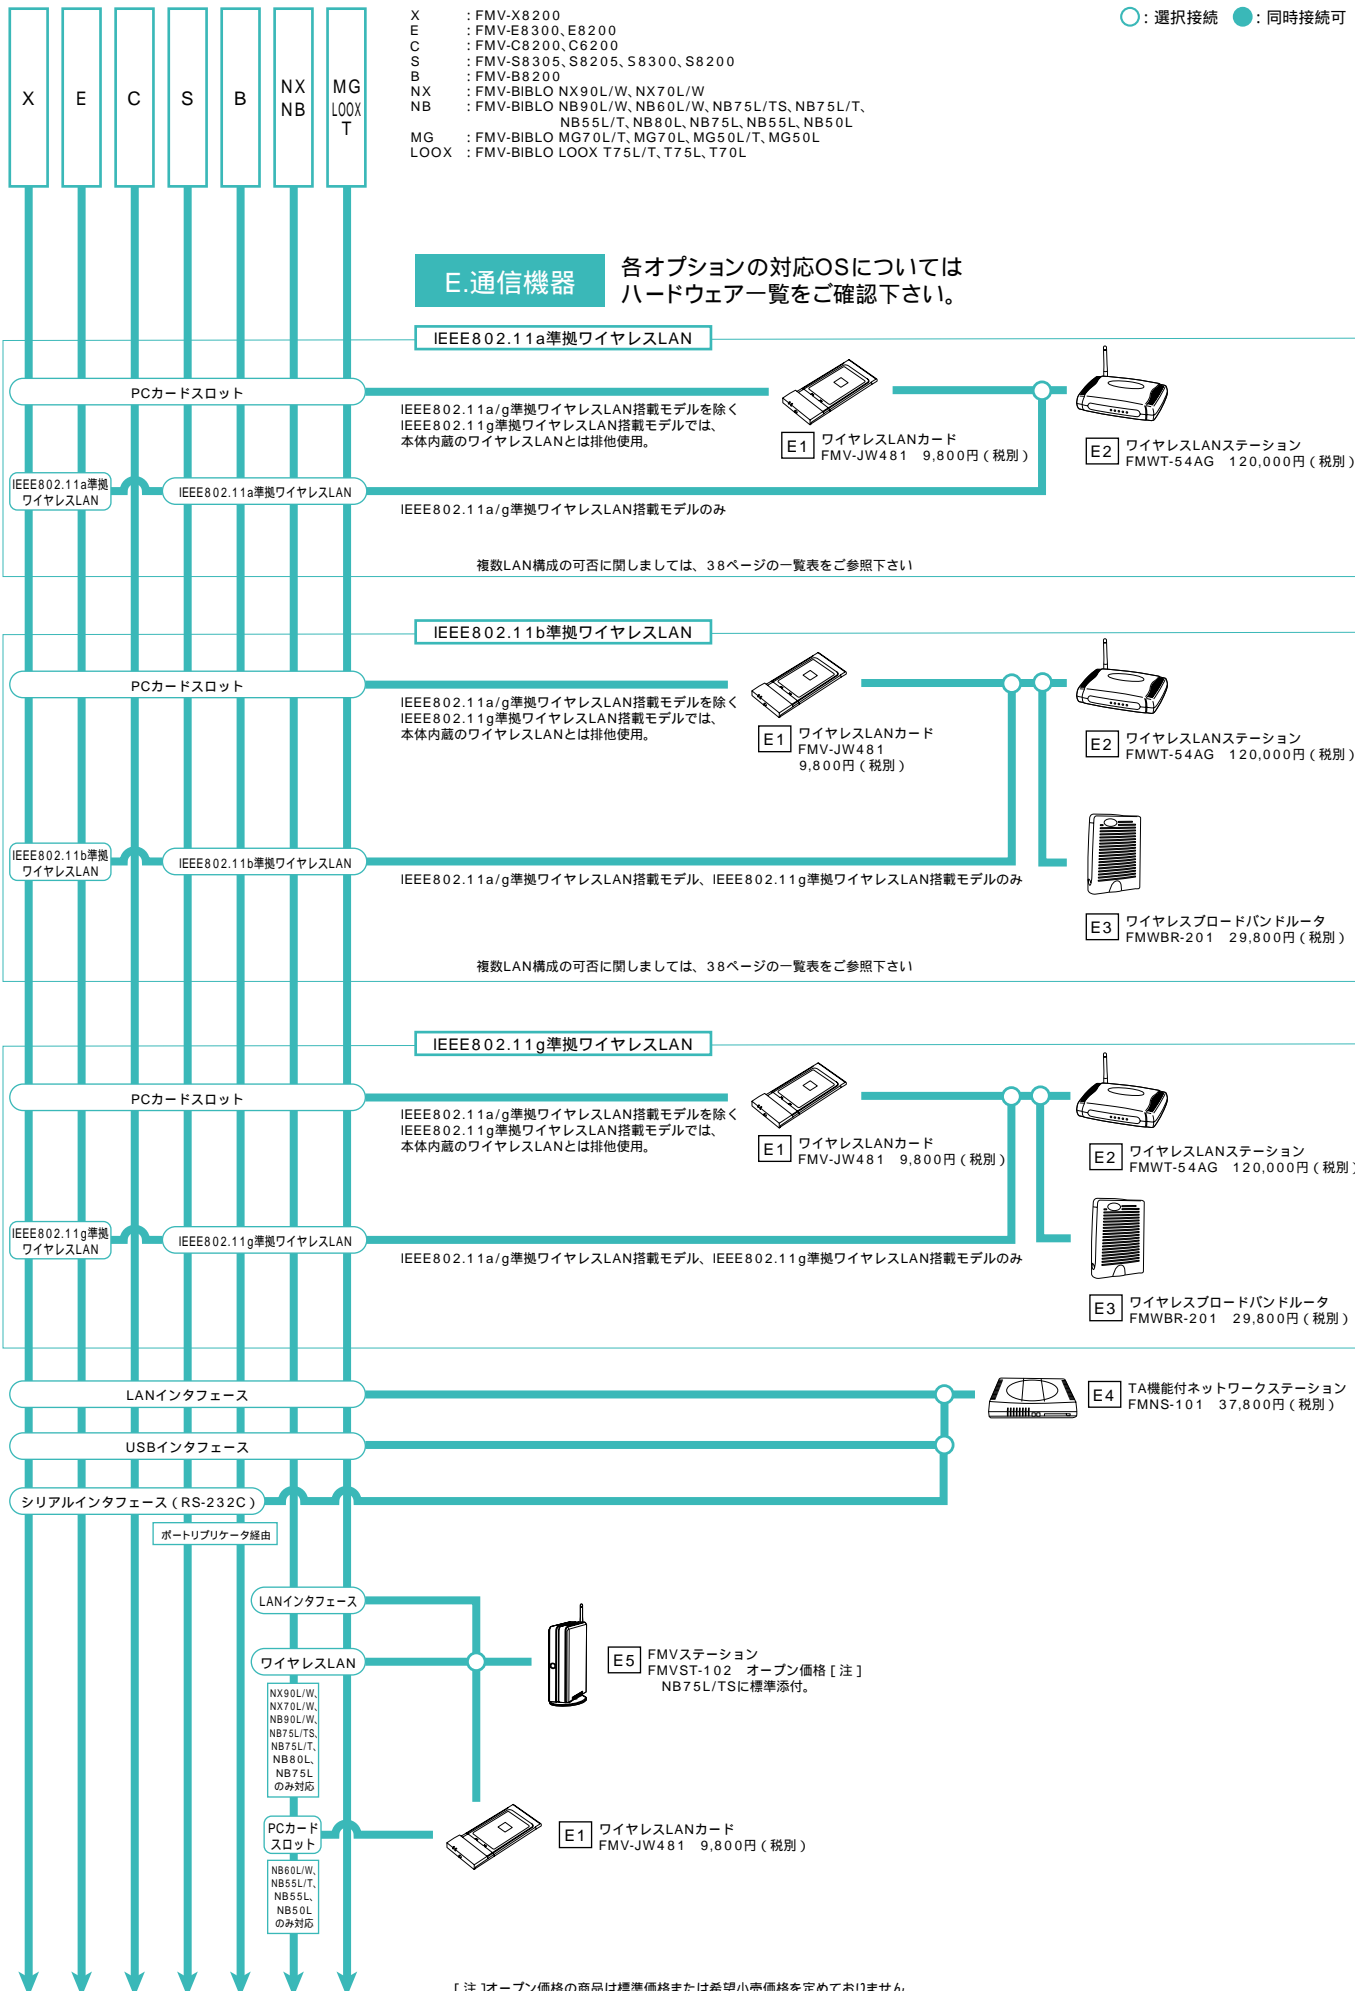 X
E
C
S
B
NX
NB
MG
LOOX
T
X : FMV-X8200
E : FMV-E8300、E8200
C : FMV-C8200、C6200
S : FMV-S8305、S8205、S8300、S8200
B : FMV-B8200
NX : FMV-BIBLO NX90L/W、NX70L/W
NB : FMV-BIBLO NB90L/W、NB60L/W、NB75L/TS、NB75L/T、
NB55L/T、NB80L、NB75L、NB55L、NB50L
MG : FMV-BIBLO MG70L/T、MG70L、MG50L/T、MG50L
LOOX : FMV-BIBLO LOOX T75L/T、T75L、T70L
○：選択接続 ●：同時接続可
E.通信機器
各オプションの対応OSについては
ハードウェア一覧をご確認下さい。
IEEE802.11a準拠ワイヤレスLAN
PCカードスロット
IEEE802.11a/g準拠ワイヤレスLAN搭載モデルを除く
IEEE802.11g準拠ワイヤレスLAN搭載モデルでは、
本体内蔵のワイヤレスLANとは排他使用。
E1 ワイヤレスLANカード
FMV-JW481 9,800円（税別）
E2 ワイヤレスLANステーション
FMWT-54AG 120,000円（税別）
IEEE802.11a準拠
ワイヤレスLAN
IEEE802.11a準拠ワイヤレスLAN
IEEE802.11a/g準拠ワイヤレスLAN搭載モデルのみ
複数LAN構成の可否に関しましては、38ページの一覧表をご参照下さい
IEEE802.11b準拠ワイヤレスLAN
PCカードスロット
IEEE802.11a/g準拠ワイヤレスLAN搭載モデルを除く
IEEE802.11g準拠ワイヤレスLAN搭載モデルでは、
本体内蔵のワイヤレスLANとは排他使用。
E1 ワイヤレスLANカード
FMV-JW481
9,800円（税別）
E2 ワイヤレスLANステーション
FMWT-54AG 120,000円（税別）
IEEE802.11b準拠
ワイヤレスLAN
IEEE802.11b準拠ワイヤレスLAN
IEEE802.11a/g準拠ワイヤレスLAN搭載モデル、IEEE802.11g準拠ワイヤレスLAN搭載モデルのみ
E3 ワイヤレスブロードバンドルータ
FMWBR-201 29,800円（税別）
複数LAN構成の可否に関しましては、38ページの一覧表をご参照下さい
IEEE802.11g準拠ワイヤレスLAN
PCカードスロット
IEEE802.11a/g準拠ワイヤレスLAN搭載モデルを除く
IEEE802.11g準拠ワイヤレスLAN搭載モデルでは、
本体内蔵のワイヤレスLANとは排他使用。
E1 ワイヤレスLANカード
FMV-JW481 9,800円（税別）
E2 ワイヤレスLANステーション
FMWT-54AG 120,000円（税別）
IEEE802.11g準拠
ワイヤレスLAN
IEEE802.11g準拠ワイヤレスLAN
IEEE802.11a/g準拠ワイヤレスLAN搭載モデル、IEEE802.11g準拠ワイヤレスLAN搭載モデルのみ
E3 ワイヤレスブロードバンドルータ
FMWBR-201 29,800円（税別）
LANインタフェース
E4 TA機能付ネットワークステーション
FMNS-101 37,800円（税別）
USBインタフェース
シリアルインタフェース（RS-232C）
ポートリプリケータ経由
LANインタフェース
ワイヤレスLAN
E5 FMVステーション
FMVST-102 オープン価格［注］
NB75L/TSに標準添付。
NX90L/W、
NX70L/W、
NB90L/W、
NB75L/TS、
NB75L/T、
NB80L、
NB75L
のみ対応
PCカード
スロット
E1 ワイヤレスLANカード
FMV-JW481 9,800円（税別）
NB60L/W、
NB55L/T、
NB55L、
NB50L
のみ対応
［注］オープン価格の商品は標準価格または希望小売価格を定めておりません